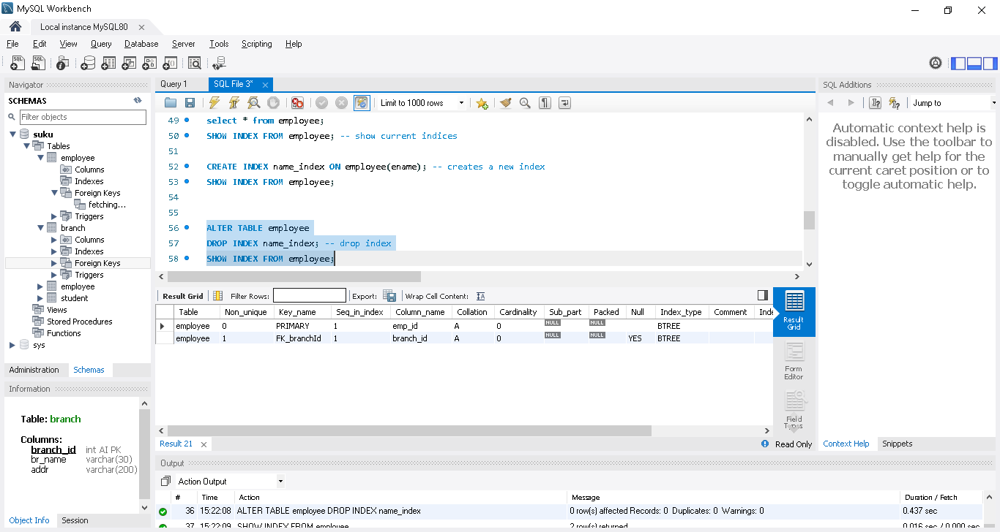 MySQL Workbench
Local instance MySQL80
File Edit View Query Database Server Tools Scripting Help
Navigator
SCHEMAS
Filter objects
suku
Tables
employee
Columns
Indexes
Foreign Keys
fetching...
Triggers
branch
Columns
Indexes
Foreign Keys
Triggers
employee
student
Views
Stored Procedures
Functions
sys
Administration Schemas
Information
Table: branch
Columns:
branch_id int AI PK
br_name varchar(30)
addr varchar(200)
Object Info Session
Query 1 SQL File 3*
Limit to 1000 rows
49 select * from employee;
50 SHOW INDEX FROM employee; -- show current indices
51
52 CREATE INDEX name_index ON employee(ename); -- creates a new index
53 SHOW INDEX FROM employee;
54
55
56 ALTER TABLE employee
57 DROP INDEX name_index; -- drop index
58 SHOW INDEX FROM employee;
Result Grid Filter Rows: Export: Wrap Cell Content:
Table Non_unique Key_name Seq_in_index Column_name Collation Cardinality Sub_part Packed Null Index_type Comment Inde
employee 0 PRIMARY 1 emp_id A 0 NULL NULL BTREE
employee 1 FK_branchId 1 branch_id A 0 NULL NULL YES BTREE
Result Grid
Form Editor
Field Types
Result 21
Read Only
Output
Action Output
# Time Action Message Duration / Fetch
36 15:22:08 ALTER TABLE employee DROP INDEX name_index 0 row(s) affected Records: 0 Duplicates: 0 Warnings: 0 0.437 sec
37 15:22:09 SHOW INDEX FROM employee 2 row(s) returned 0.016 sec / 0.000 sec
SQL Additions
Jump to
Automatic context help is
disabled. Use the toolbar to
manually get help for the
current caret position or to
toggle automatic help.
Context Help Snippets